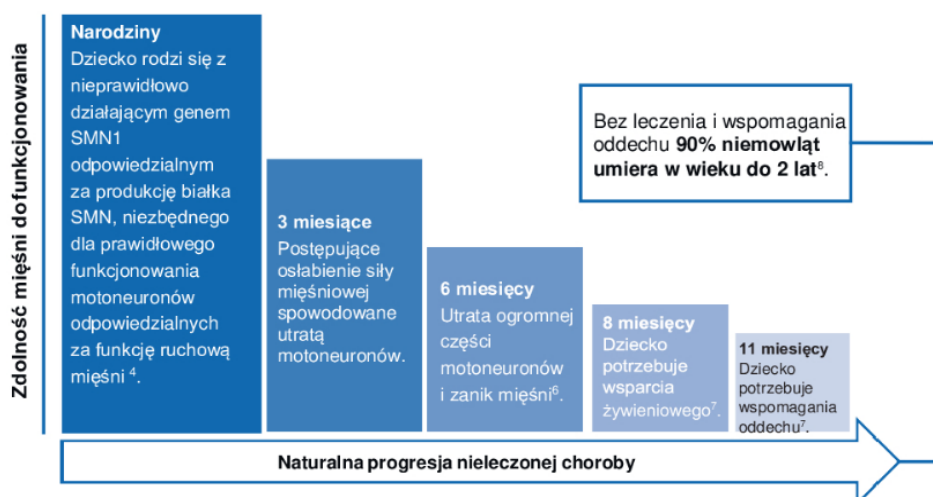 Zdolność mięśni dofunkcjonowania
Narodziny
Dziecko rodzi się z
nieprawidłowo
działającym genem
SMN1
odpowiedzialnym
za produkcję białka
SMN, niezbędnego
dla prawidłowego
funkcjonowania
motoneuronów
odpowiedzialnych
za funkcję ruchową
mięśni ⁴.
3 miesiące
Postępujące
osłabienie siły
mięśniowej
spowodowane
utratą
motoneuronów.
6 miesięcy
Utrata ogromnej
części
motoneuronów
i zanik mięśni⁶.
8 miesięcy
Dziecko
potrzebuje
wsparcia
żywieniowego⁷.
11 miesięcy
Dziecko
potrzebuje
wspomagania
oddechu⁷.
Bez leczenia i wspomagania
oddechu 90% niemowląt
umiera w wieku do 2 lat⁸.
Naturalna progresja nieleczonej choroby